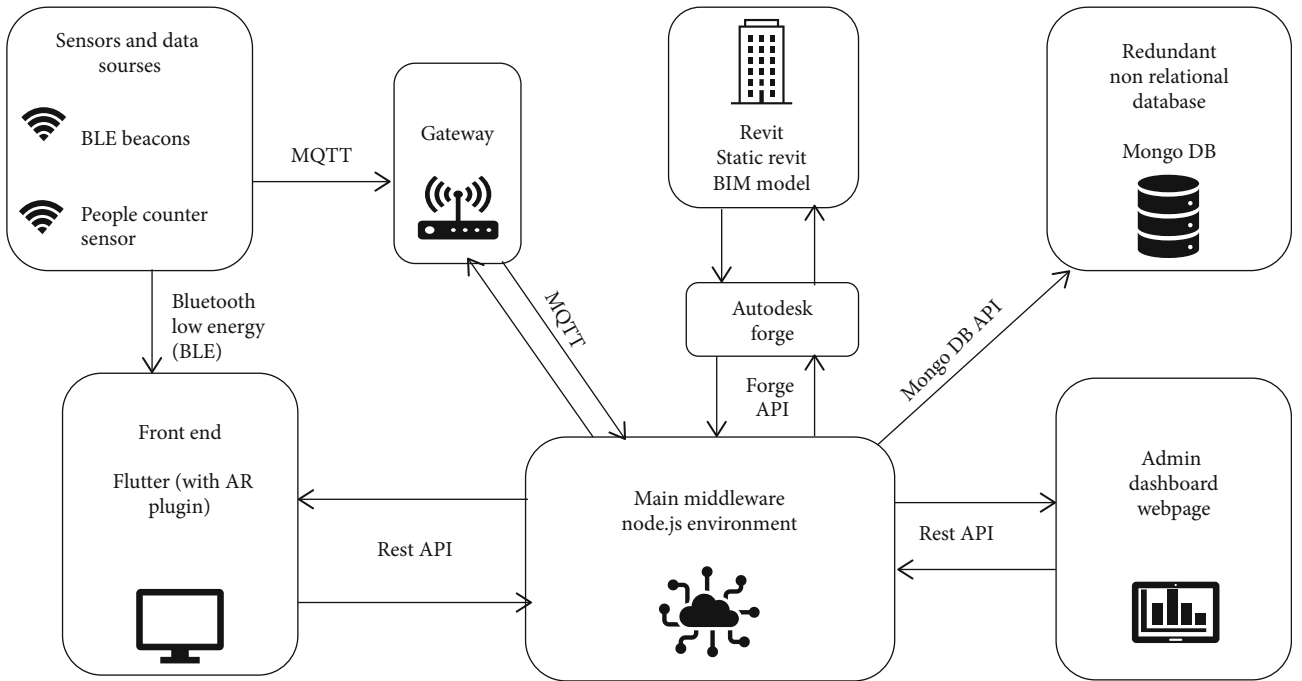 Sensors and data
sourses
BLE beacons
People counter
sensor
MQTT
Gateway
Revit
Static revit
BIM model
Redundant
non relational
database
Mongo DB
Bluetooth
low energy
(BLE)
MQTT
Autodesk
forge
Forge
API
Mongo DB API
Front end
Flutter (with AR
plugin)
Rest API
Main middleware
node.js environment
Rest API
Admin
dashboard
webpage